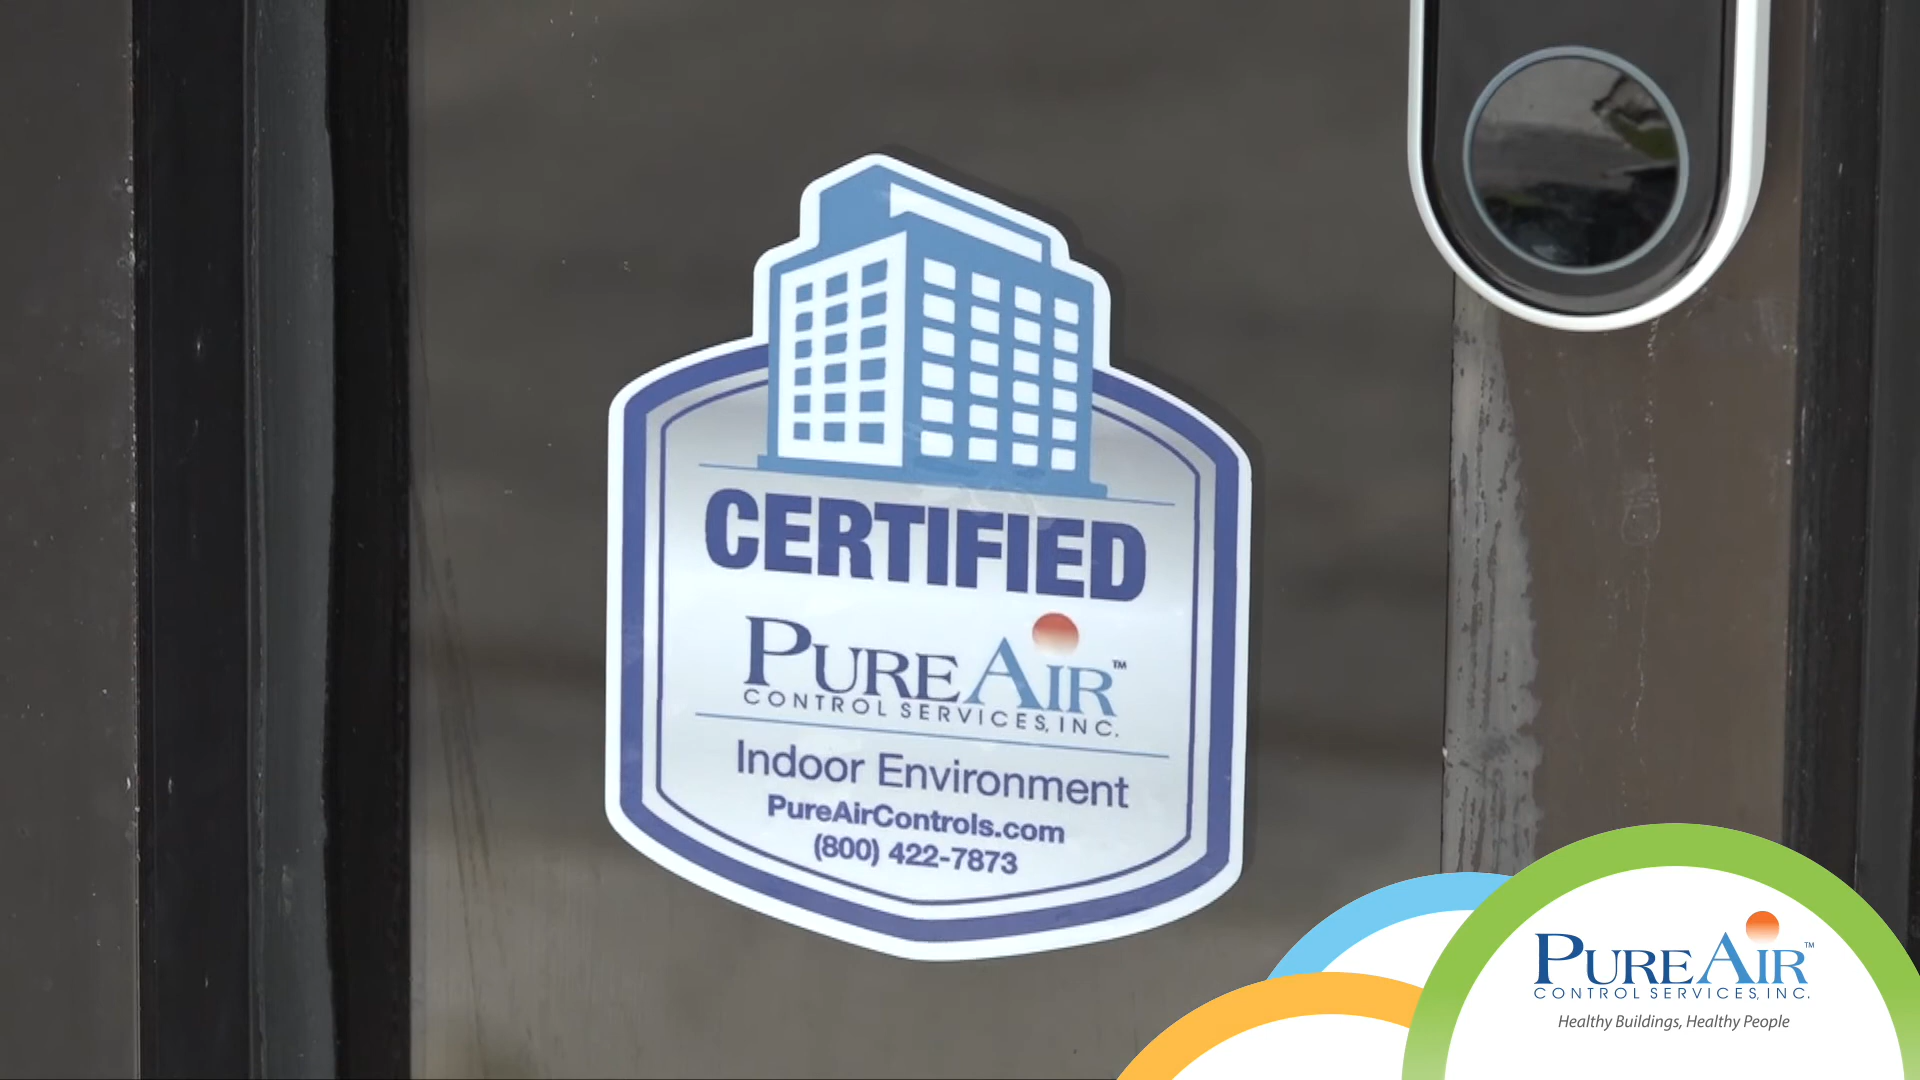 CERTIFIED
PUREAIR™
CONTROL SERVICES, INC.
Indoor Environment
PureAirControls.com
(800) 422-7873
PUREAIR™
CONTROL SERVICES, INC.
Healthy Buildings, Healthy People